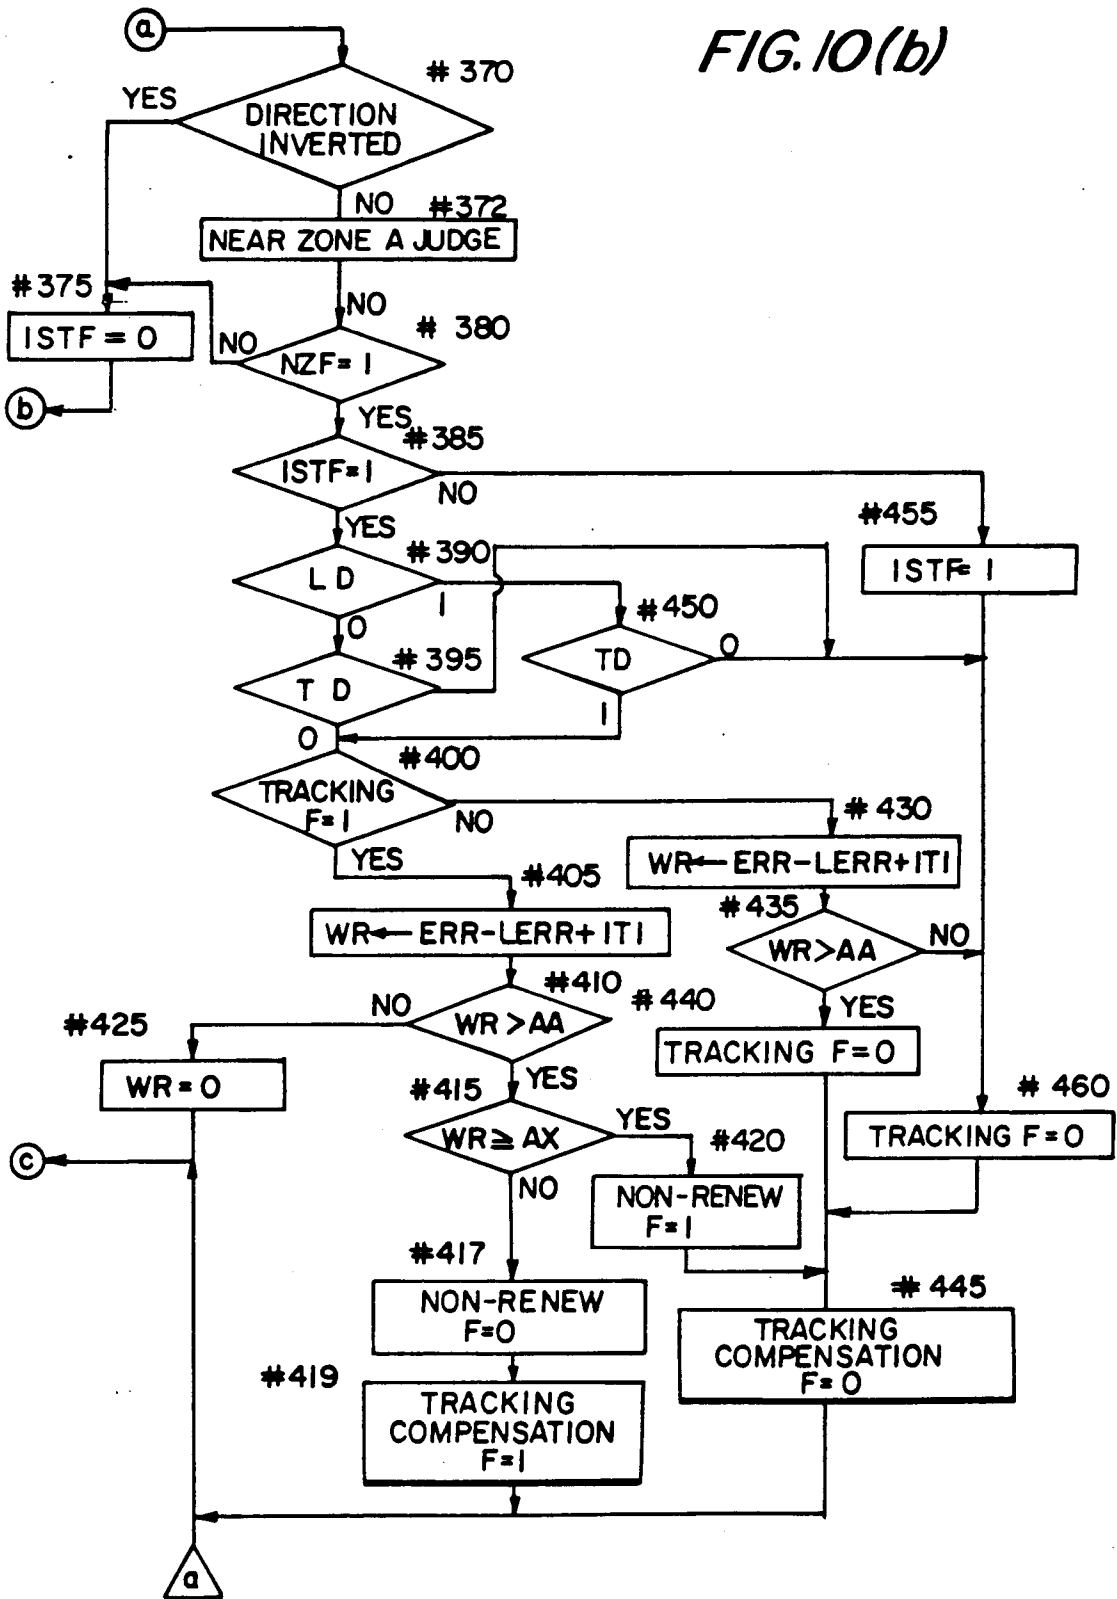 FIG. 10(b)
a
# 370
YES
DIRECTION
INVERTED
NO
#372
NEAR ZONE A JUDGE
#375
NO
# 380
ISTF = 0
NO
NZF= 1
b
YES
#385
ISTF=1
NO
#455
YES
#390
ISTF= 1
L D
1
#450
0
#395
TD
0
T D
1
0
#400
TRACKING
F=1
NO
# 430
YES
WR← ERR-LERR+ITI
#405
#435
WR← ERR-LERR+ITI
WR>AA
NO
#410
NO
#440
YES
#425
WR > AA
TRACKING F=0
WR = 0
YES
#415
# 460
WR≧ AX
YES
TRACKING F=0
#420
c
NO
NON-RENEW
F=1
#417
# 445
NON-RENEW
F=0
TRACKING
COMPENSATION
F=0
#419
TRACKING
COMPENSATION
F=1
a